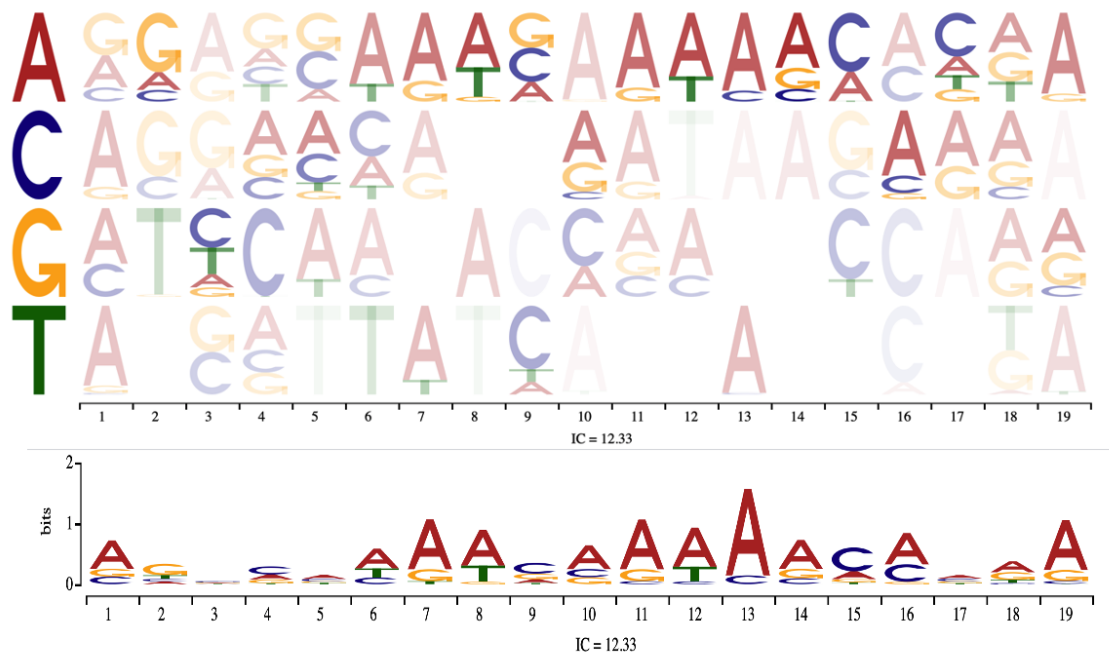 A G G A G G A A A G A A A A A C A C A A
A A G A C T G T C G T C G A C A G G
C C C A G A C T T
T G
C A G G A A C A A A T A A G A A A A
G C A G C A G G G C C G G
C T T C G C
G
G A T C C A A A C C A A C C A A A
C T T C A G C T G G
A C C
G
T A G A T T A T C A A C T A
C C T T G
G A
1 2 3 4 5 6 7 8 9 10 11 12 13 14 15 16 17 18 19
IC = 12.33
2
bits
1
0
A G C A A A A C A A A A A C A A A A
G A T G T C G T C G A C G G
C C G C C T
1 2 3 4 5 6 7 8 9 10 11 12 13 14 15 16 17 18 19
IC = 12.33